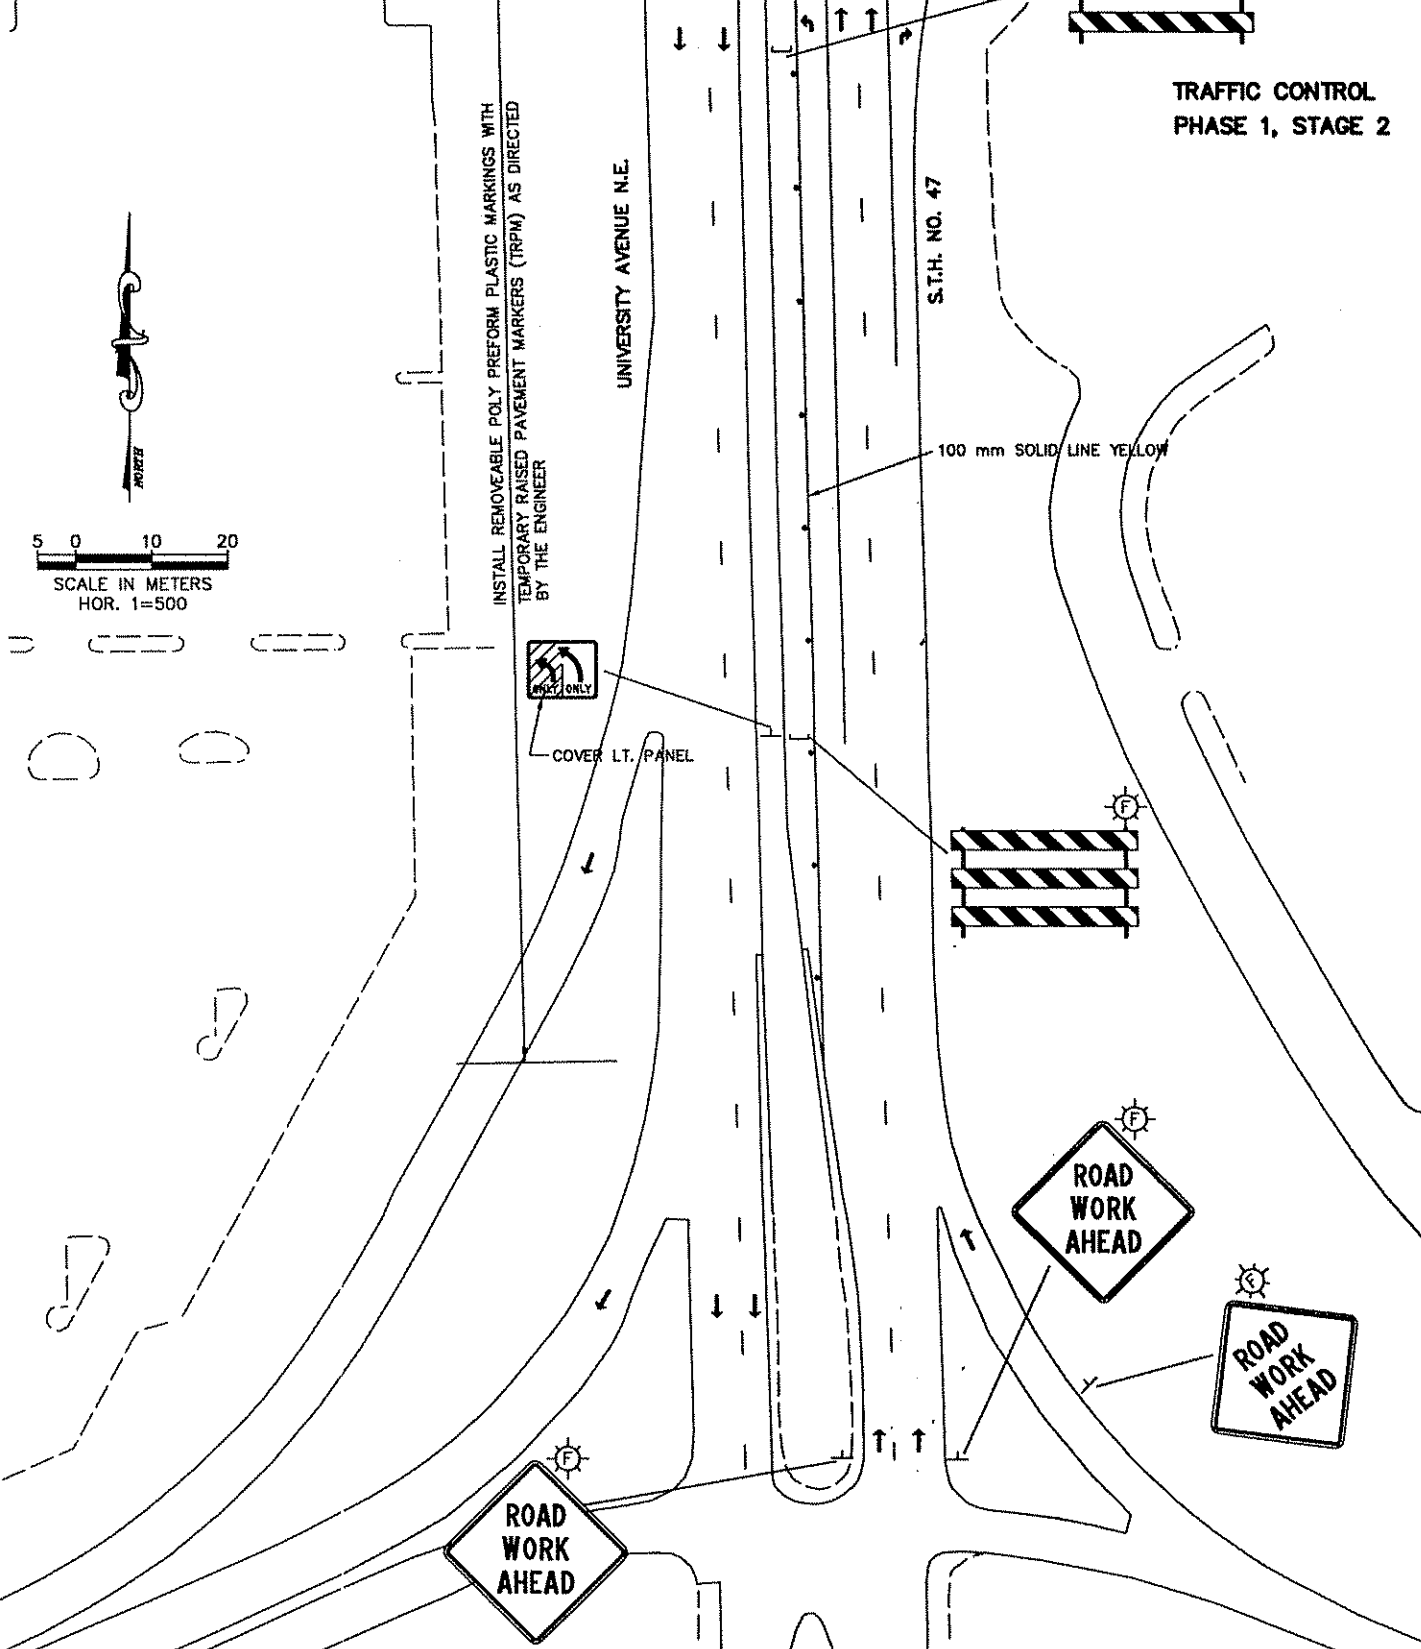 TRAFFIC CONTROL
PHASE 1, STAGE 2
INSTALL REMOVEABLE POLY PREFORM PLASTIC MARKINGS WITH
TEMPORARY RAISED PAVEMENT MARKERS (TRPM) AS DIRECTED
BY THE ENGINEER
UNIVERSITY AVENUE N.E.
S.T.H. NO. 47
NORTH
100 mm SOLID LINE YELLOW
5 0 10 20
SCALE IN METERS
HOR. 1=500
ONLY ONLY
COVER LT. PANEL
F
F
ROAD
WORK
AHEAD
F
ROAD
WORK
AHEAD
F
ROAD
WORK
AHEAD